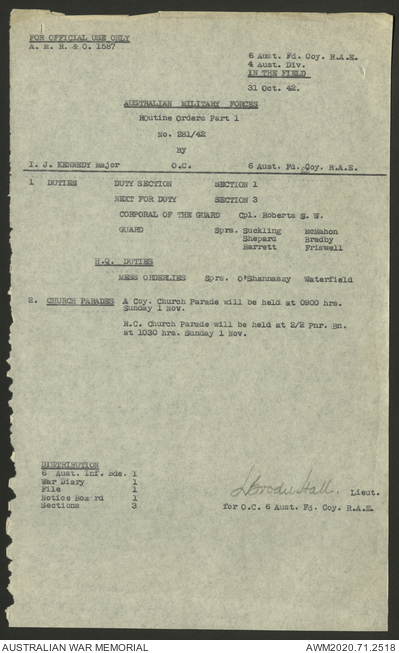 FOR OFFICIAL USE ONLY
A. M. R. & O. 1587
6 Aust. Fd. Coy. R.A.E.
4 Aust. Div.
IN THE FIELD
31 Oct. 42.
AUSTRALIAN MILITARY FORCES
Routine Orders Part 1
No. 281/42
By
I. J. KENNEDY Major O.C. 6 Aust. Fd. Coy. R.A.E.
1 DUTIES DUTY SECTION SECTION 1
NEXT FOR DUTY SECTION 3
CORPORAL OF THE GUARD Cpl. Roberts S. W.
GUARD Sprs. Suckling McMahon
Shepard Bradby
Barrett Friswell
H.Q. DUTIES
MESS ORDERLIES Sprs. O'Shannassy Waterfield
2. CHURCH PARADES A Coy. Church Parade will be held at 0900 hrs.
Sunday 1 Nov.
R.C. Church Parade will be held at 2/2 Pnr. Bn.
at 1030 hrs. Sunday 1 Nov.
DISTRIBUTION
6 Aust. Inf. Bde. 1
War Diary 1
File 1
Notice Board 1
Sections 3
LBrodieHall. Lieut.
for O.C. 6 Aust. Fd. Coy. R.A.E.
AUSTRALIAN WAR MEMORIAL
AWM2020.71.2518